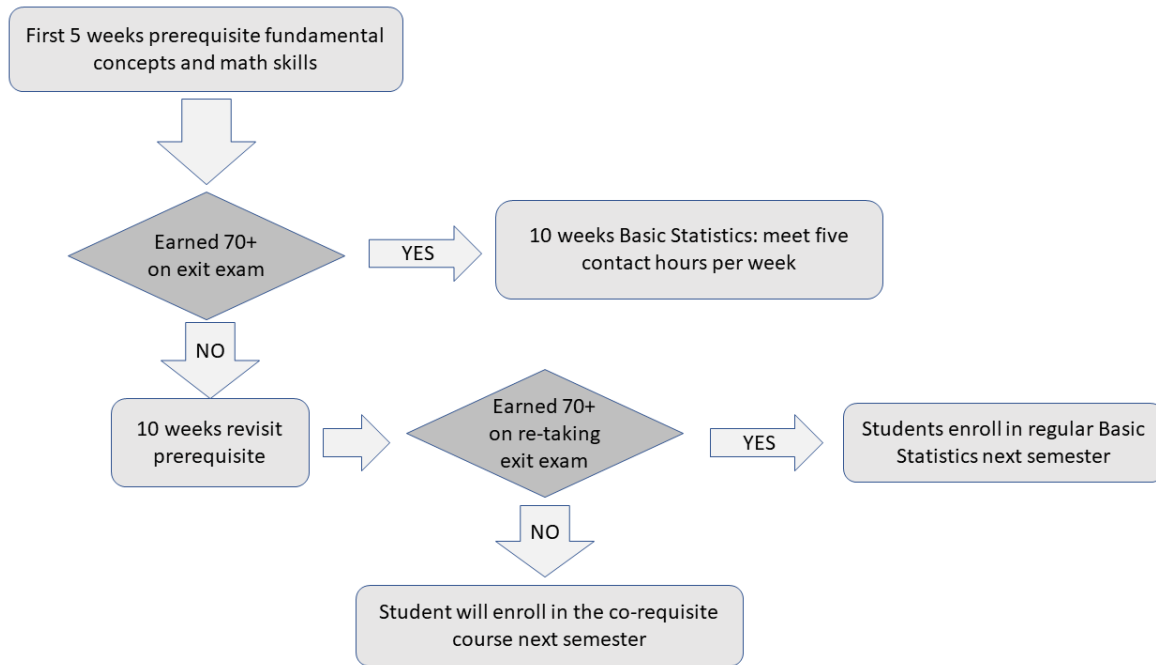 First 5 weeks prerequisite fundamental
concepts and math skills
Earned 70+
on exit exam
YES
10 weeks Basic Statistics: meet five
contact hours per week
NO
10 weeks revisit
prerequisite
Earned 70+
on re-taking
exit exam
YES
Students enroll in regular Basic
Statistics next semester
NO
Student will enroll in the co-requisite
course next semester